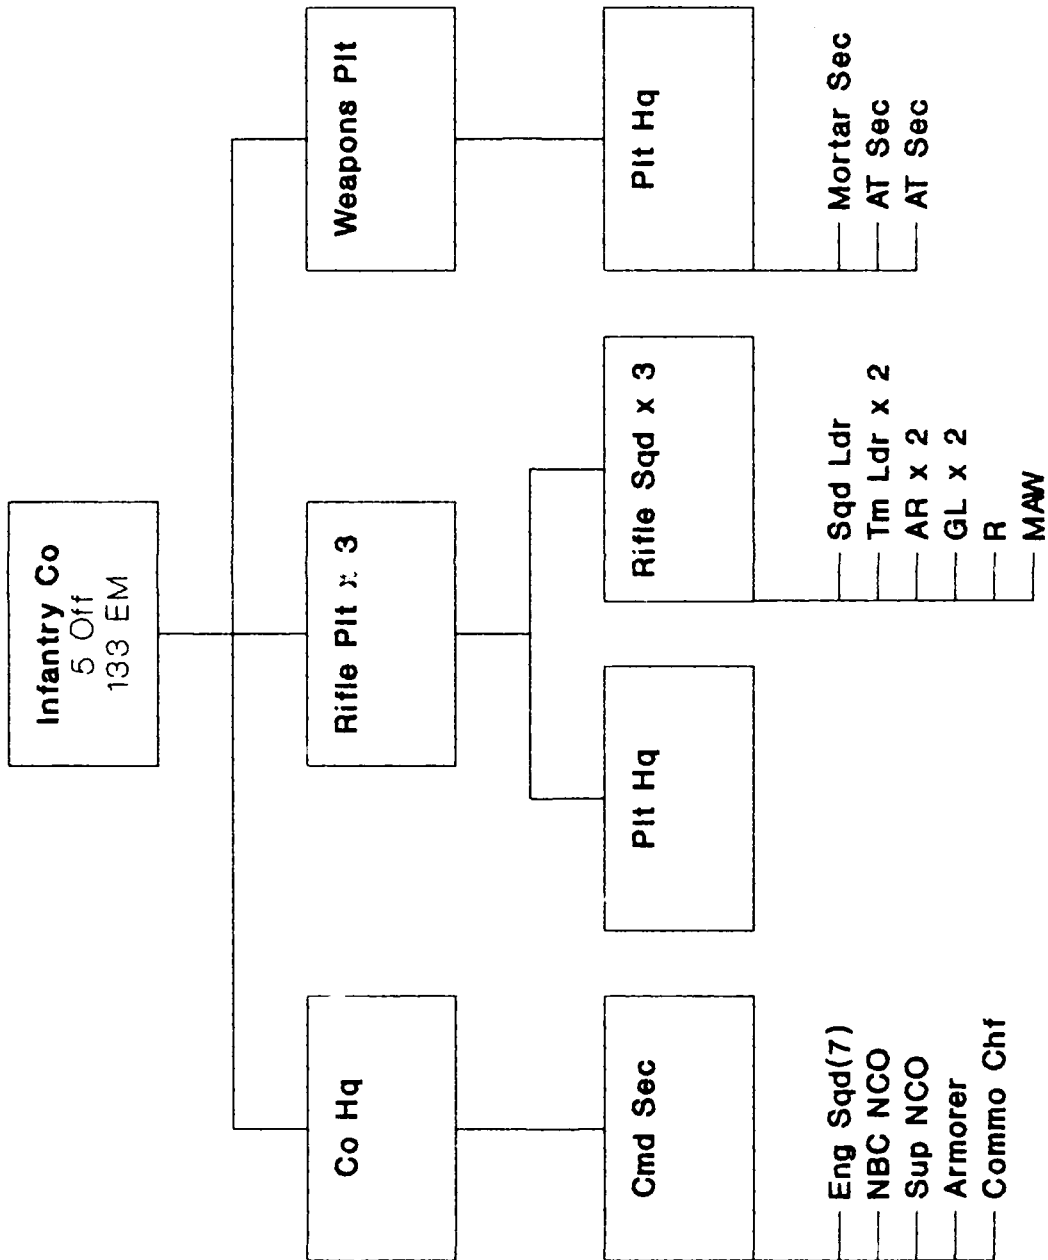 Infantry Co
5 Off
133 EM
Co Hq
Rifle Plt x 3
Weapons Plt
Cmd Sec
Plt Hq
Rifle Sqd x 3
Plt Hq
Eng Sqd(7)
NBC NCO
Sup NCO
Armorer
Commo Chf
Sqd Ldr
Tm Ldr x 2
AR x 2
GL x 2
R
MAW
Mortar Sec
AT Sec
AT Sec